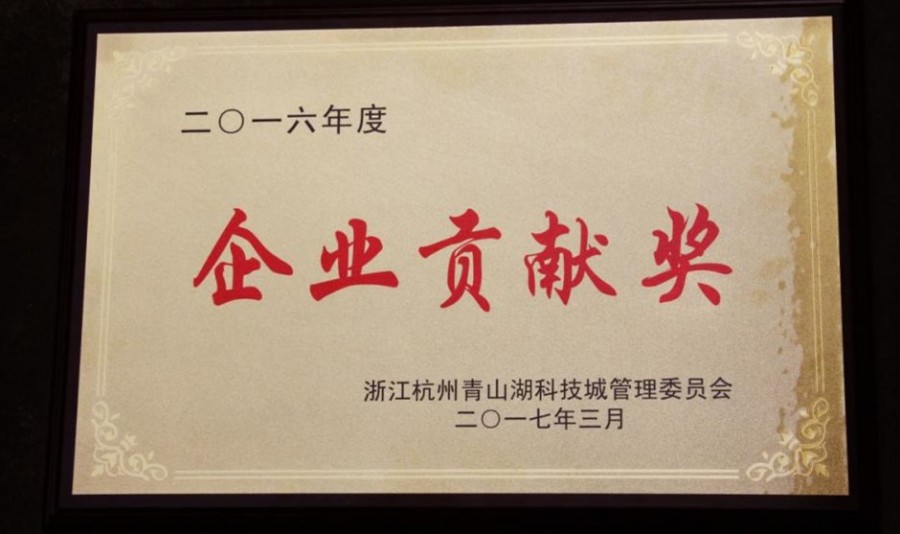 二〇一六年度
企业贡献奖
浙江杭州青山湖科技城管理委员会
二〇一七年三月